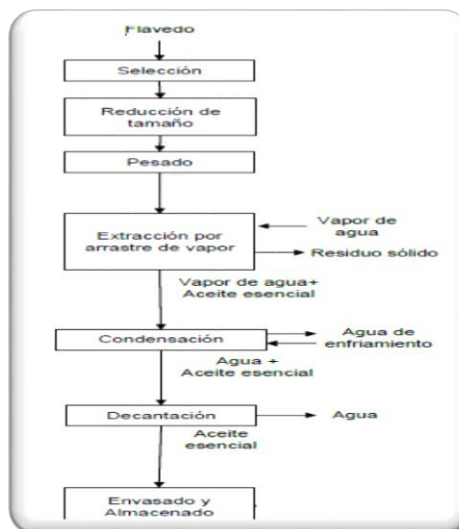 Flavedo
Selección
Reducción de
tamaño
Pesado
Extracción por
arrastre de vapor
Vapor de
agua
Residuo sólido
Vapor de agua+
Aceite esencial
Condensación
Agua de
enfriamiento
Agua +
Aceite esencial
Decantación
Agua
Aceite
esencial
Envasado y
Almacenado